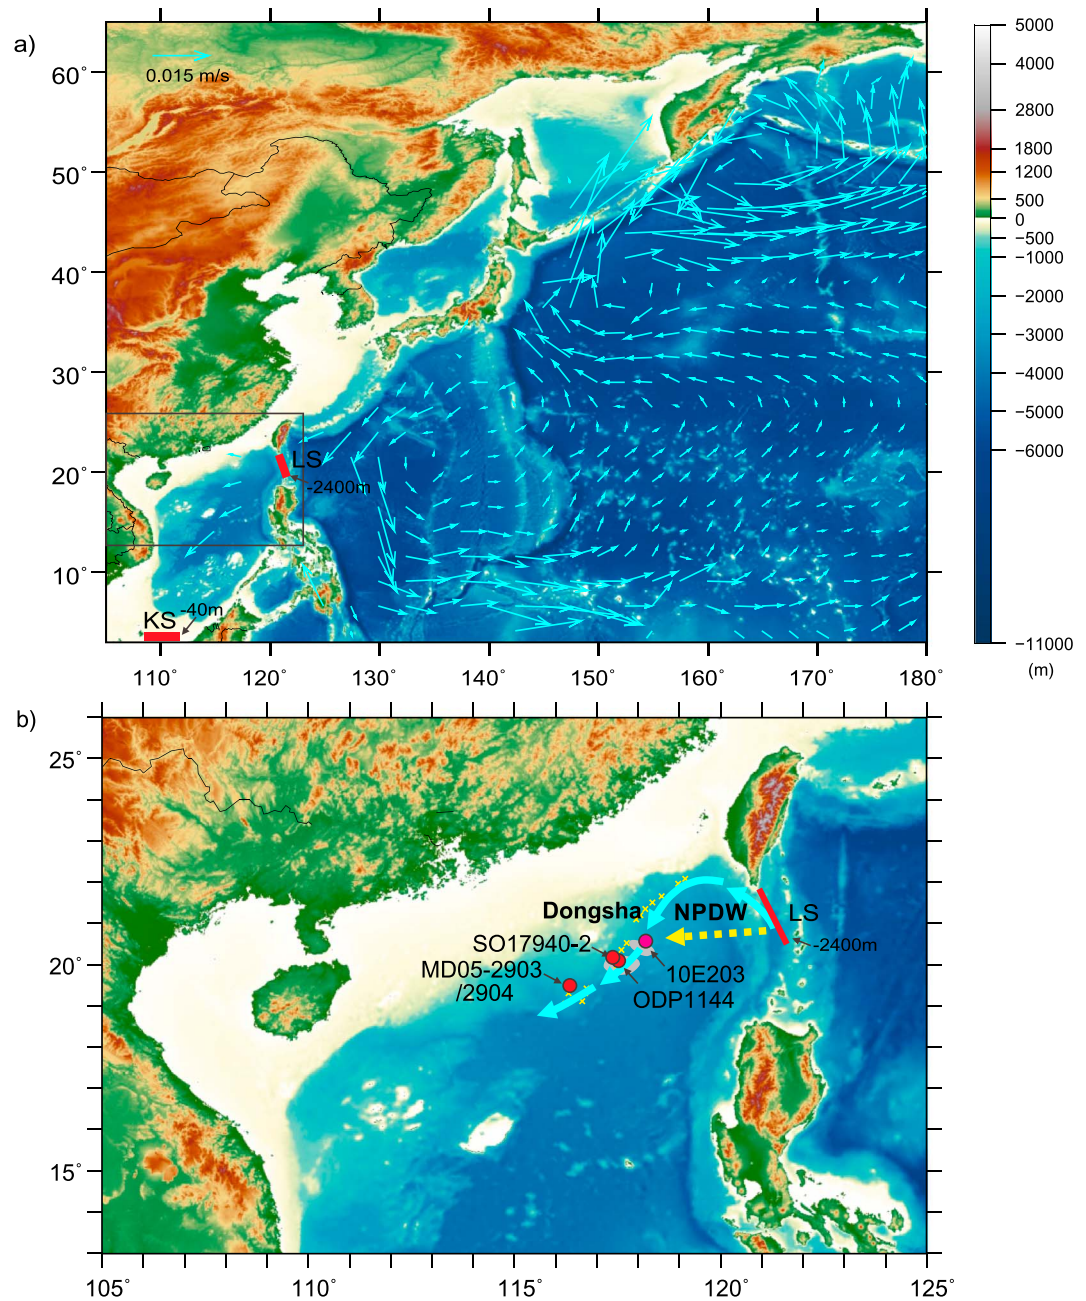 a)
0.015 m/s
60°
50°
40°
30°
20°
10°
LS
-2400m
KS
-40m
110°
120°
130°
140°
150°
160°
170°
180°
5000
4000
2800
1800
1200
500
0
−500
−1000
−2000
−3000
−4000
−5000
−6000
−11000
(m)
b)
25°
20°
15°
Dongsha
NPDW
LS
-2400m
SO17940-2
MD05-2903
/2904
10E203
ODP1144
105°
110°
115°
120°
125°